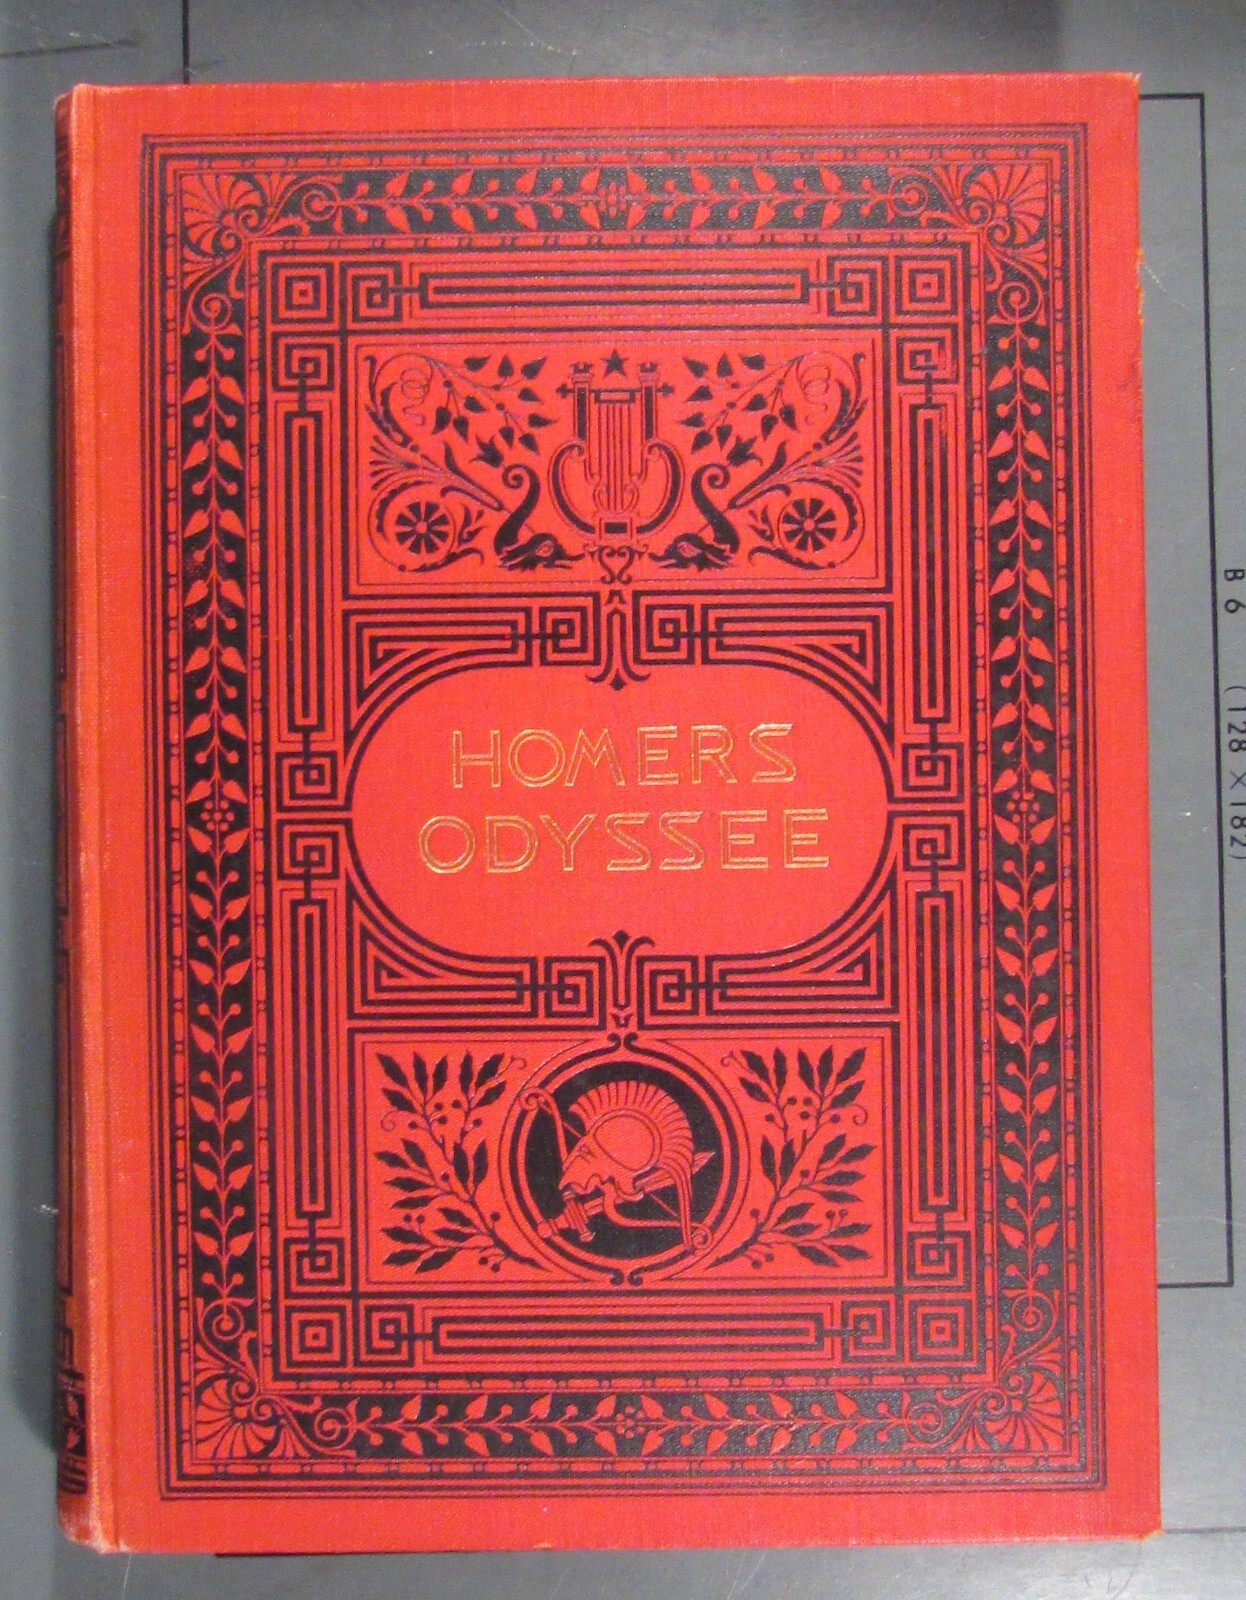 HOMERS
ODYSSEE
B 6 (128×182)